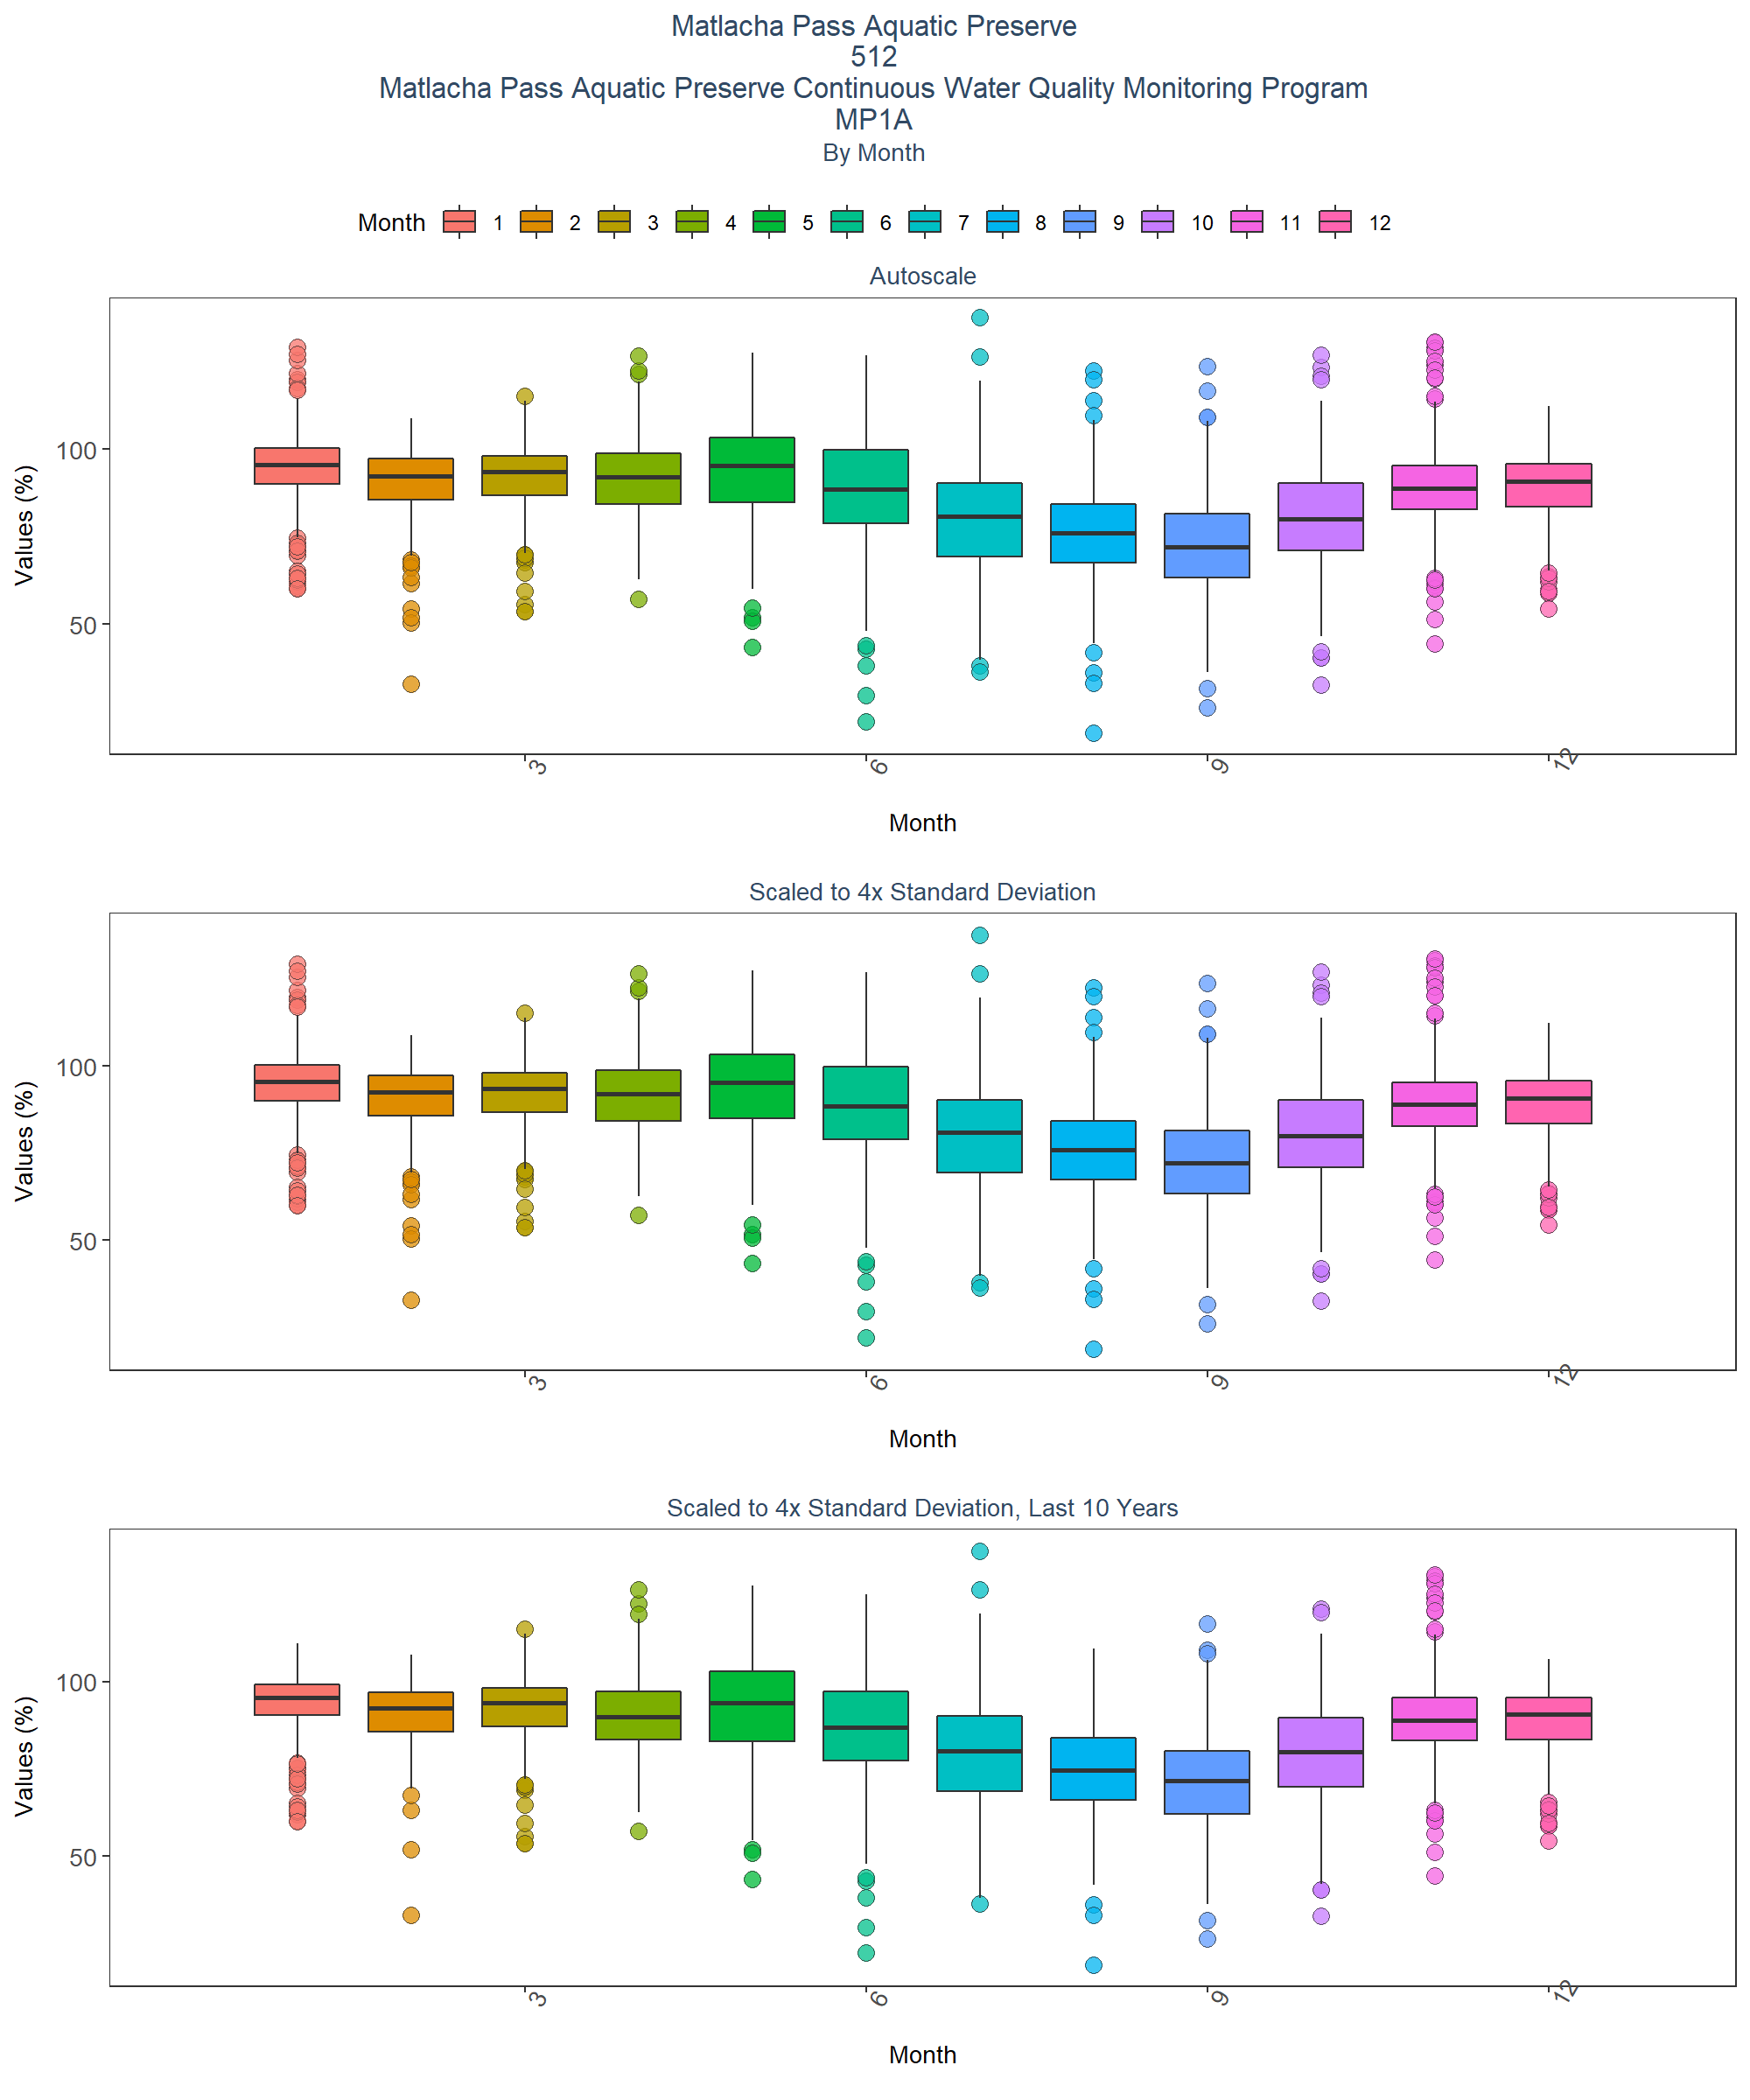 Matlacha Pass Aquatic Preserve
512
Matlacha Pass Aquatic Preserve Continuous Water Quality Monitoring Program
MP1A
By Month
Month 1 2 3 4 5 6 7 8 9 10 11 12
Autoscale
Values (%)
100
50
3 6 9 12
Month
Scaled to 4x Standard Deviation
Values (%)
100
50
3 6 9 12
Month
Scaled to 4x Standard Deviation, Last 10 Years
Values (%)
100
50
3 6 9 12
Month